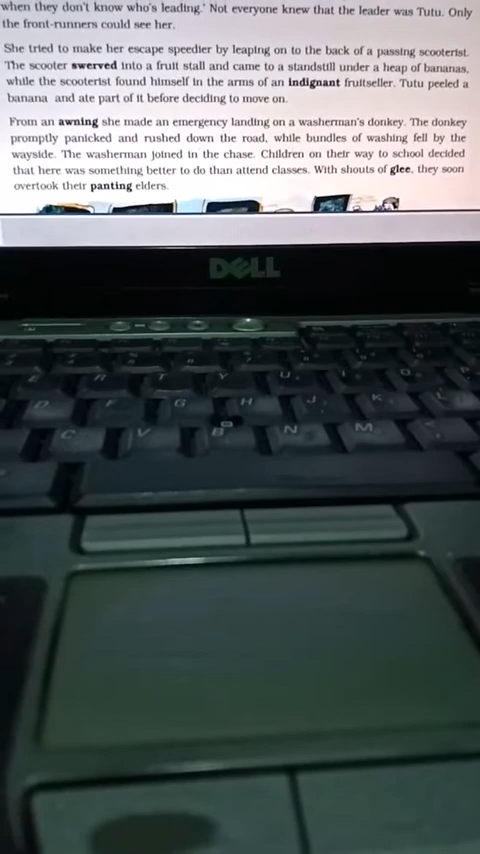 when they don't know who's leading.' Not everyone knew that the leader was Tutu. Only
the front-runners could see her.
She tried to make her escape speedier by leaping on to the back of a passing scooterist.
The scooter swerved into a fruit stall and came to a standstill under a heap of bananas,
while the scooterist found himself in the arms of an indignant fruitseller. Tutu peeled a
banana and ate part of it before deciding to move on.
From an awning she made an emergency landing on a washerman's donkey. The donkey
promptly panicked and rushed down the road, while bundles of washing fell by the
wayside. The washerman joined in the chase. Children on their way to school decided
that here was something better to do than attend classes. With shouts of glee, they soon
overtook their panting elders.
DELL
E R T Y U I O P
D F G H J K L
C V B N M